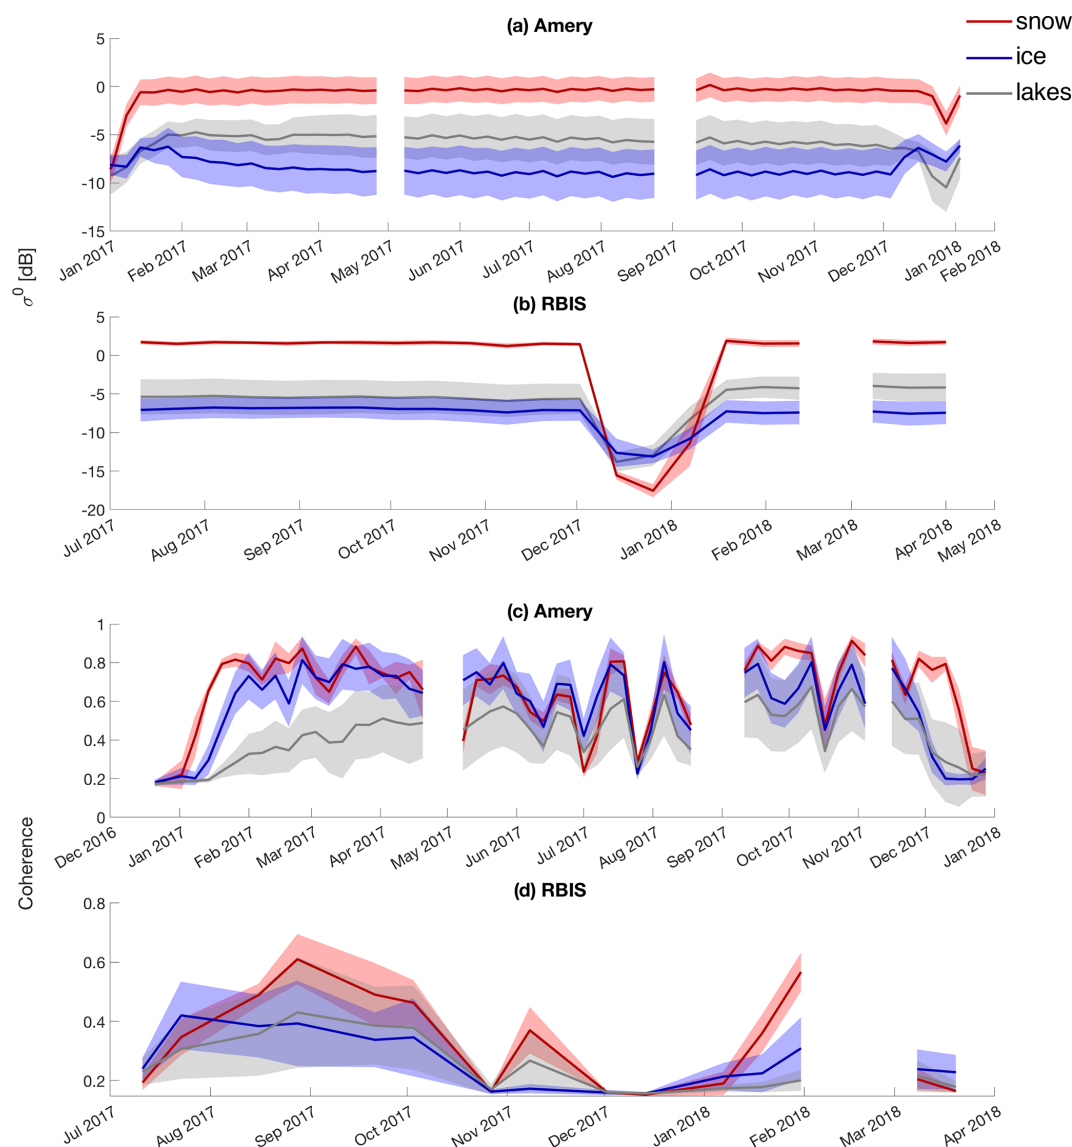 (a) Amery
snow
ice
lakes
5
0
-5
-10
-15
Jan 2017
Feb 2017
Mar 2017
Apr 2017
May 2017
Jun 2017
Jul 2017
Aug 2017
Sep 2017
Oct 2017
Nov 2017
Dec 2017
Jan 2018
Feb 2018
σ0 [dB]
(b) RBIS
5
0
-5
-10
-15
-20
Jul 2017
Aug 2017
Sep 2017
Oct 2017
Nov 2017
Dec 2017
Jan 2018
Feb 2018
Mar 2018
Apr 2018
May 2018
(c) Amery
1
0.8
0.6
0.4
0.2
0
Dec 2016
Jan 2017
Feb 2017
Mar 2017
Apr 2017
May 2017
Jun 2017
Jul 2017
Aug 2017
Sep 2017
Oct 2017
Nov 2017
Dec 2017
Jan 2018
Coherence
(d) RBIS
0.8
0.6
0.4
0.2
Jul 2017
Aug 2017
Sep 2017
Oct 2017
Nov 2017
Dec 2017
Jan 2018
Feb 2018
Mar 2018
Apr 2018